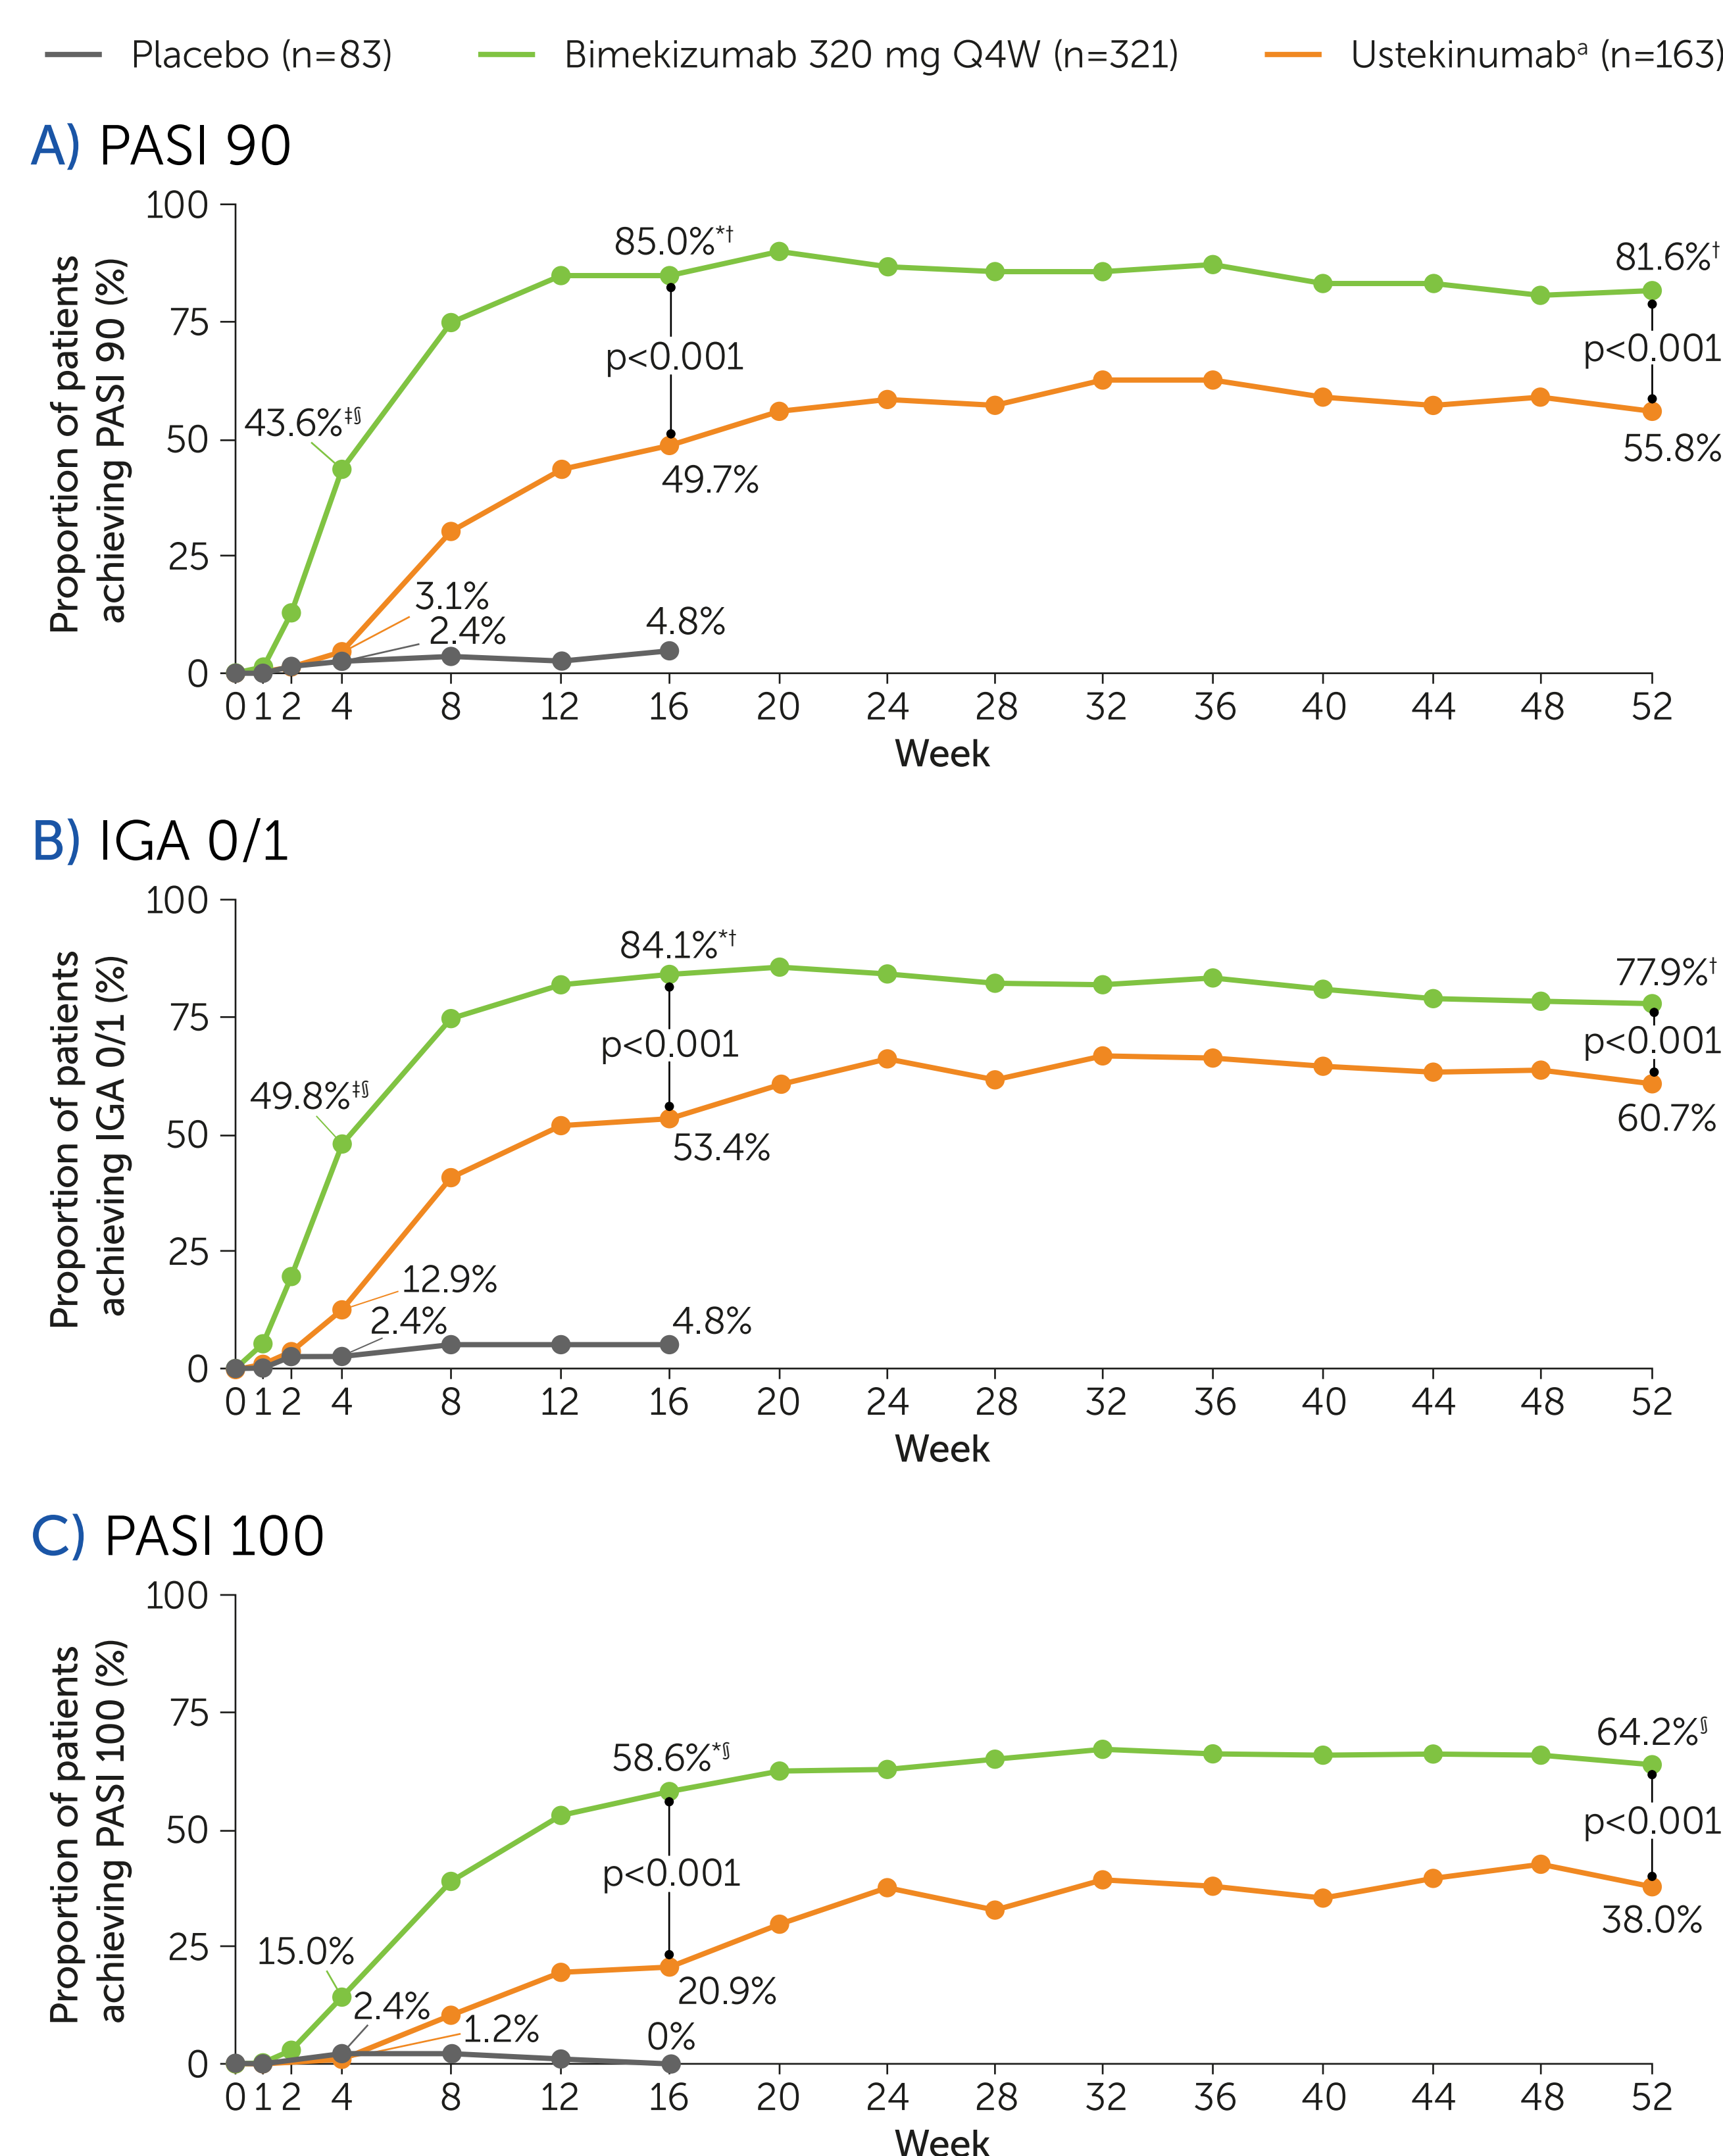 Placebo (n=83) Bimekizumab 320 mg Q4W (n=321) Ustekinumabᵃ (n=163)
A) PASI 90
Proportion of patients
achieving PASI 90 (%)
100
75
50
25
0
85.0%*†
81.6%†
p<0.001
p<0.001
43.6%‡§
49.7%
55.8%
3.1%
2.4%
4.8%
0 1 2 4 8 12 16 20 24 28 32 36 40 44 48 52
Week
B) IGA 0/1
Proportion of patients
achieving IGA 0/1 (%)
100
75
50
25
0
84.1%*†
77.9%†
p<0.001
p<0.001
49.8%‡§
53.4%
60.7%
12.9%
2.4%
4.8%
0 1 2 4 8 12 16 20 24 28 32 36 40 44 48 52
Week
C) PASI 100
Proportion of patients
achieving PASI 100 (%)
100
75
50
25
0
58.6%*§
64.2%§
p<0.001
p<0.001
38.0%
15.0%
20.9%
2.4%
1.2%
0%
0 1 2 4 8 12 16 20 24 28 32 36 40 44 48 52
Week